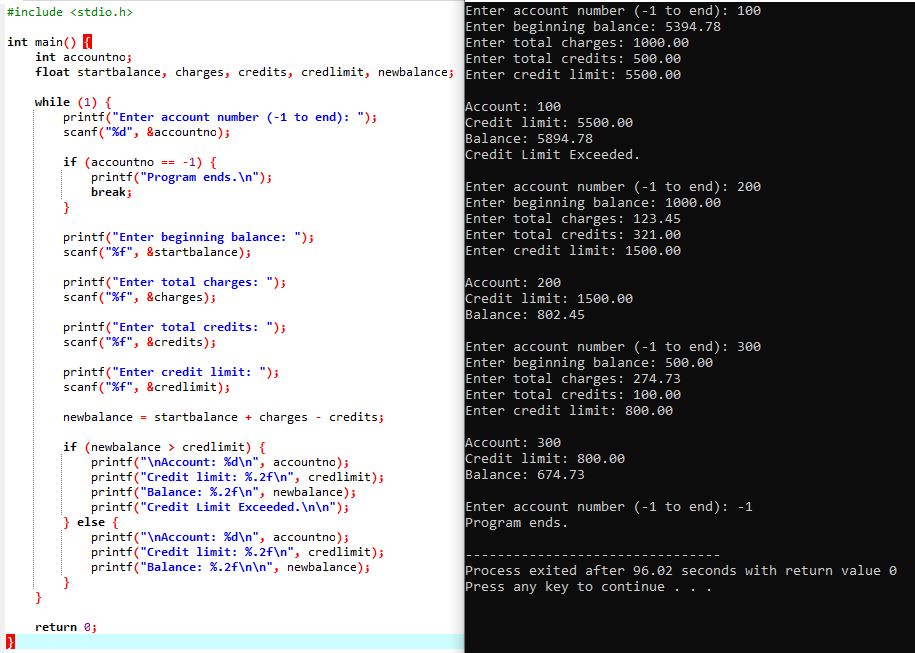 #include <stdio.h>

int main() {
    int accountno;
    float startbalance, charges, credits, credlimit, newbalance;

    while (1) {
        printf("Enter account number (-1 to end): ");
        scanf("%d", &accountno);

        if (accountno == -1) {
            printf("Program ends.\n");
            break;
        }

        printf("Enter beginning balance: ");
        scanf("%f", &startbalance);

        printf("Enter total charges: ");
        scanf("%f", &charges);

        printf("Enter total credits: ");
        scanf("%f", &credits);

        printf("Enter credit limit: ");
        scanf("%f", &credlimit);

        newbalance = startbalance + charges - credits;

        if (newbalance > credlimit) {
            printf("\nAccount: %d\n", accountno);
            printf("Credit limit: %.2f\n", credlimit);
            printf("Balance: %.2f\n", newbalance);
            printf("Credit Limit Exceeded.\n\n");
        } else {
            printf("\nAccount: %d\n", accountno);
            printf("Credit limit: %.2f\n", credlimit);
            printf("Balance: %.2f\n\n", newbalance);
        }
    }

    return 0;
}
Enter account number (-1 to end): 100
Enter beginning balance: 5394.78
Enter total charges: 1000.00
Enter total credits: 500.00
Enter credit limit: 5500.00

Account: 100
Credit limit: 5500.00
Balance: 5894.78
Credit Limit Exceeded.

Enter account number (-1 to end): 200
Enter beginning balance: 1000.00
Enter total charges: 123.45
Enter total credits: 321.00
Enter credit limit: 1500.00

Account: 200
Credit limit: 1500.00
Balance: 802.45

Enter account number (-1 to end): 300
Enter beginning balance: 500.00
Enter total charges: 274.73
Enter total credits: 100.00
Enter credit limit: 800.00

Account: 300
Credit limit: 800.00
Balance: 674.73

Enter account number (-1 to end): -1
Program ends.

--------------------------------
Process exited after 96.02 seconds with return value 0
Press any key to continue . . .